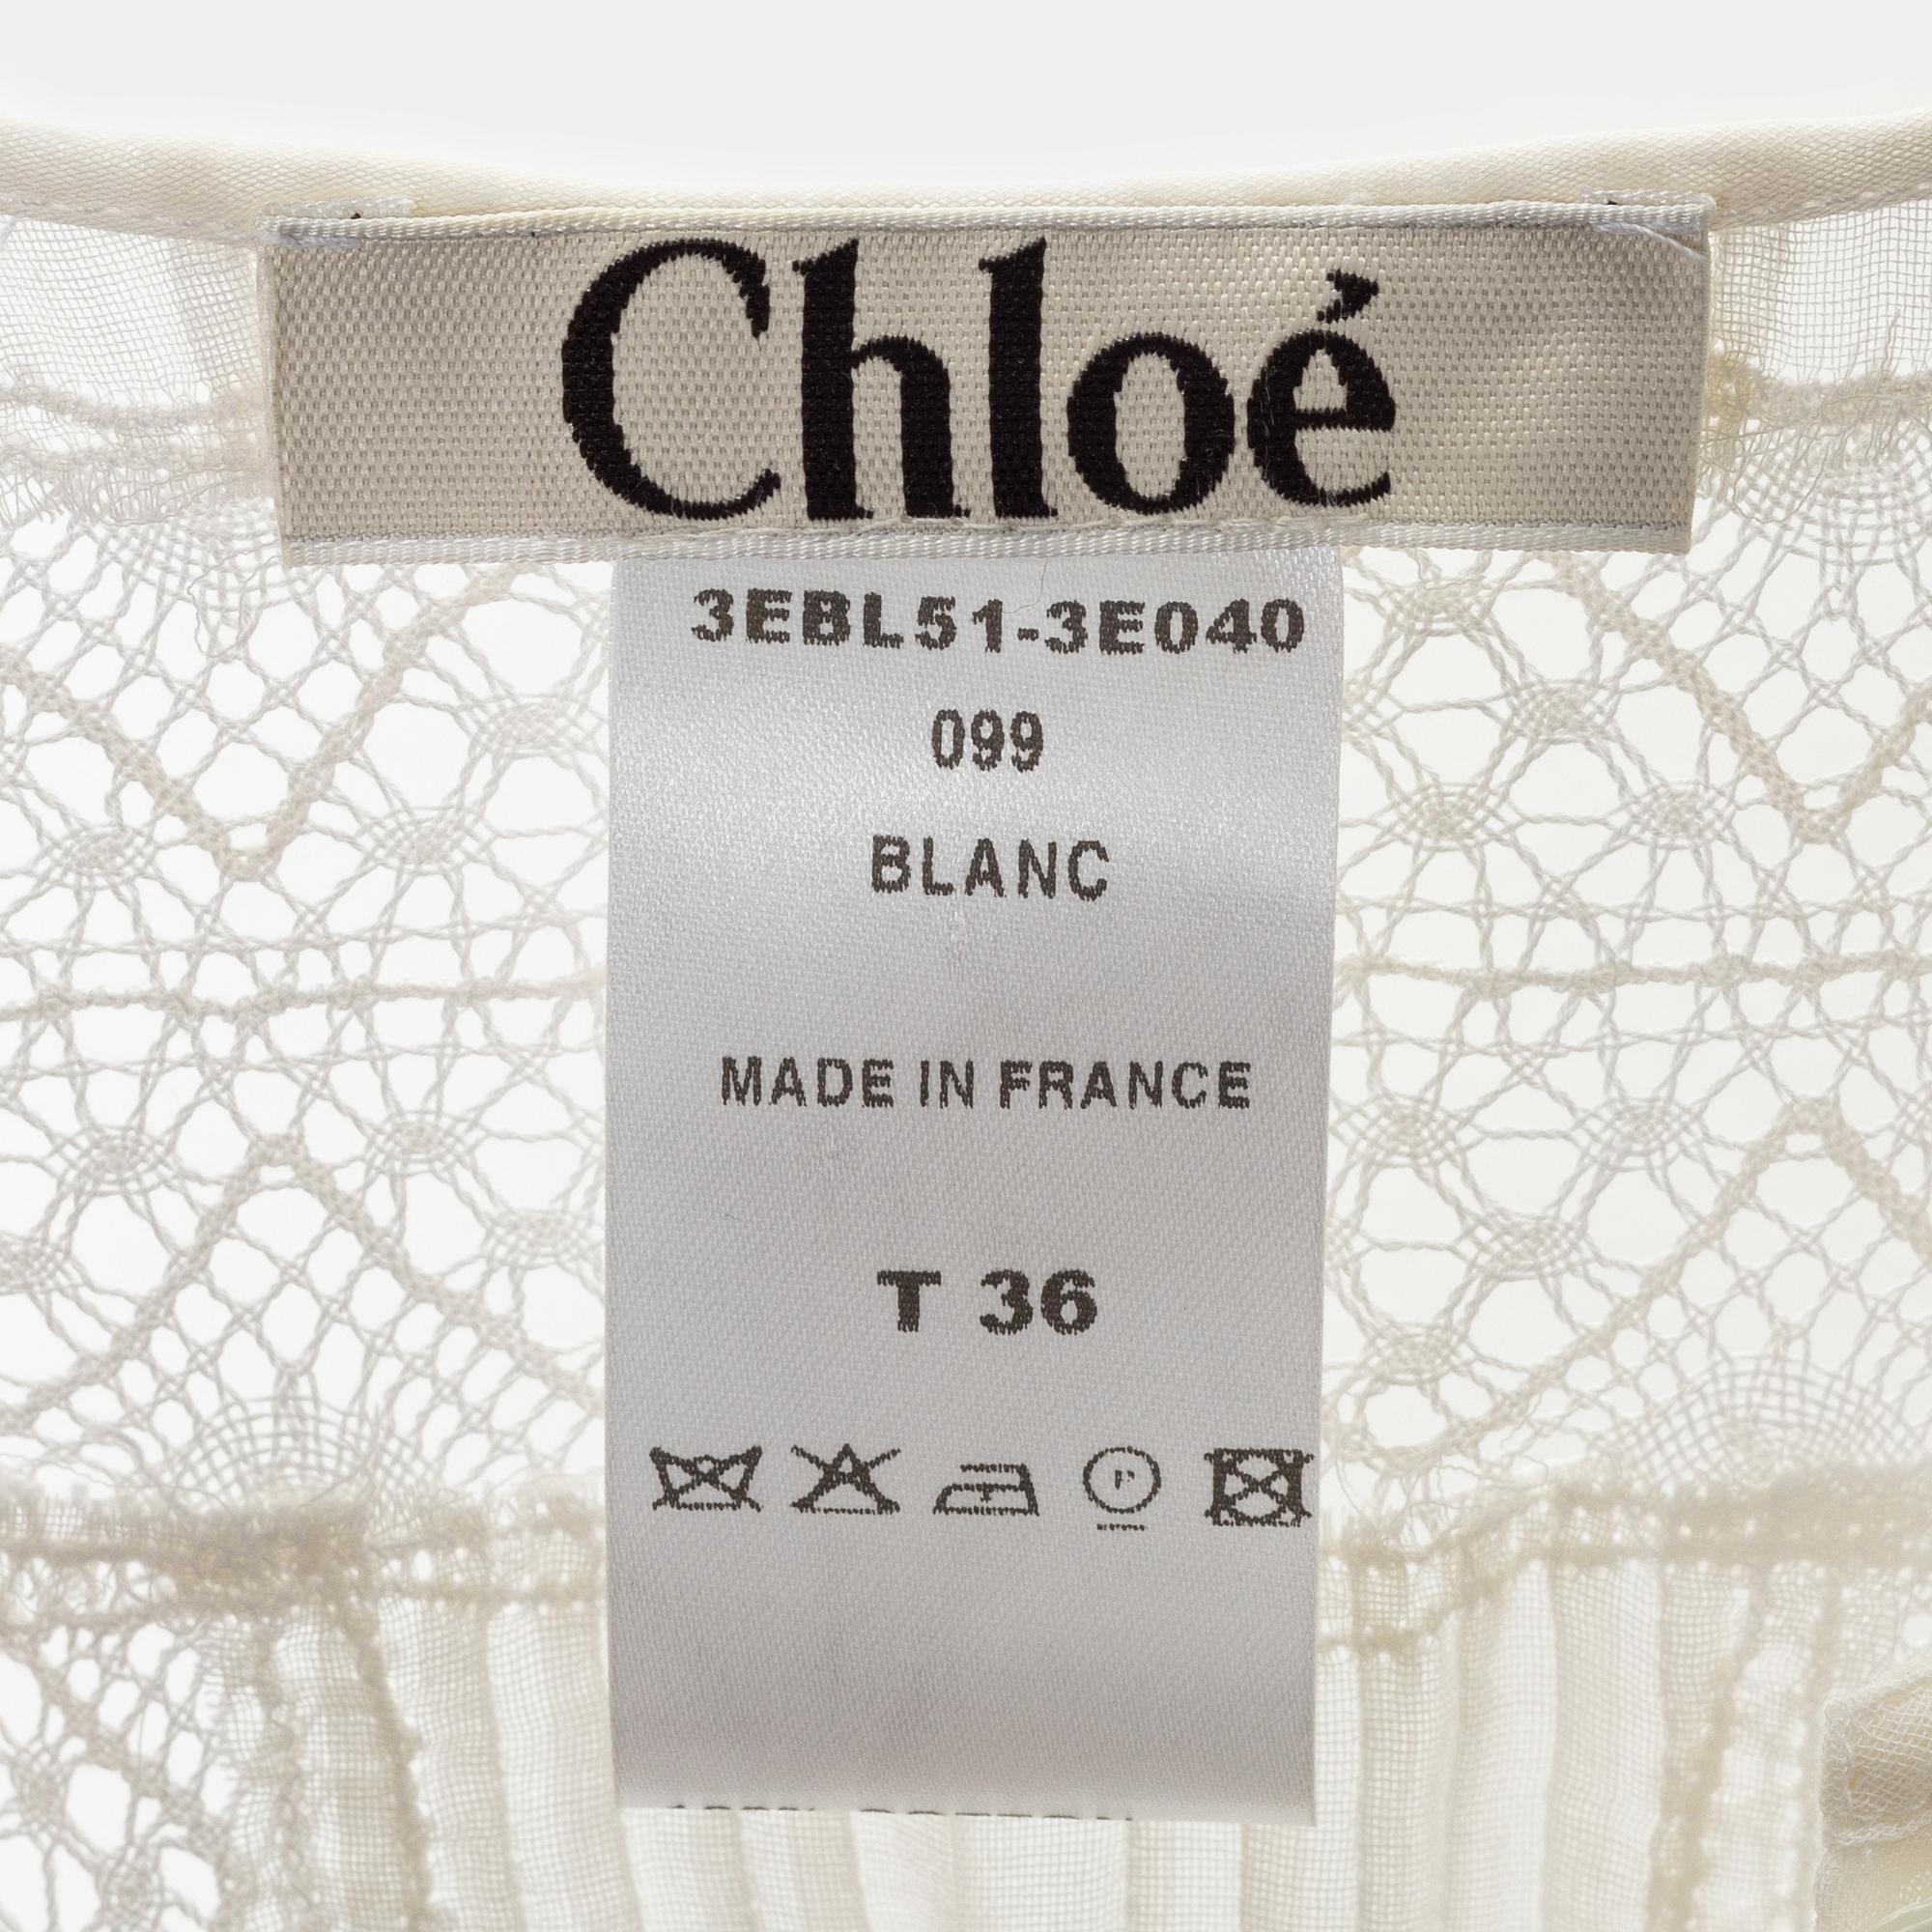 Chloé
3EBL51-3E040
099
BLANC
MADE IN FRANCE
T 36
P